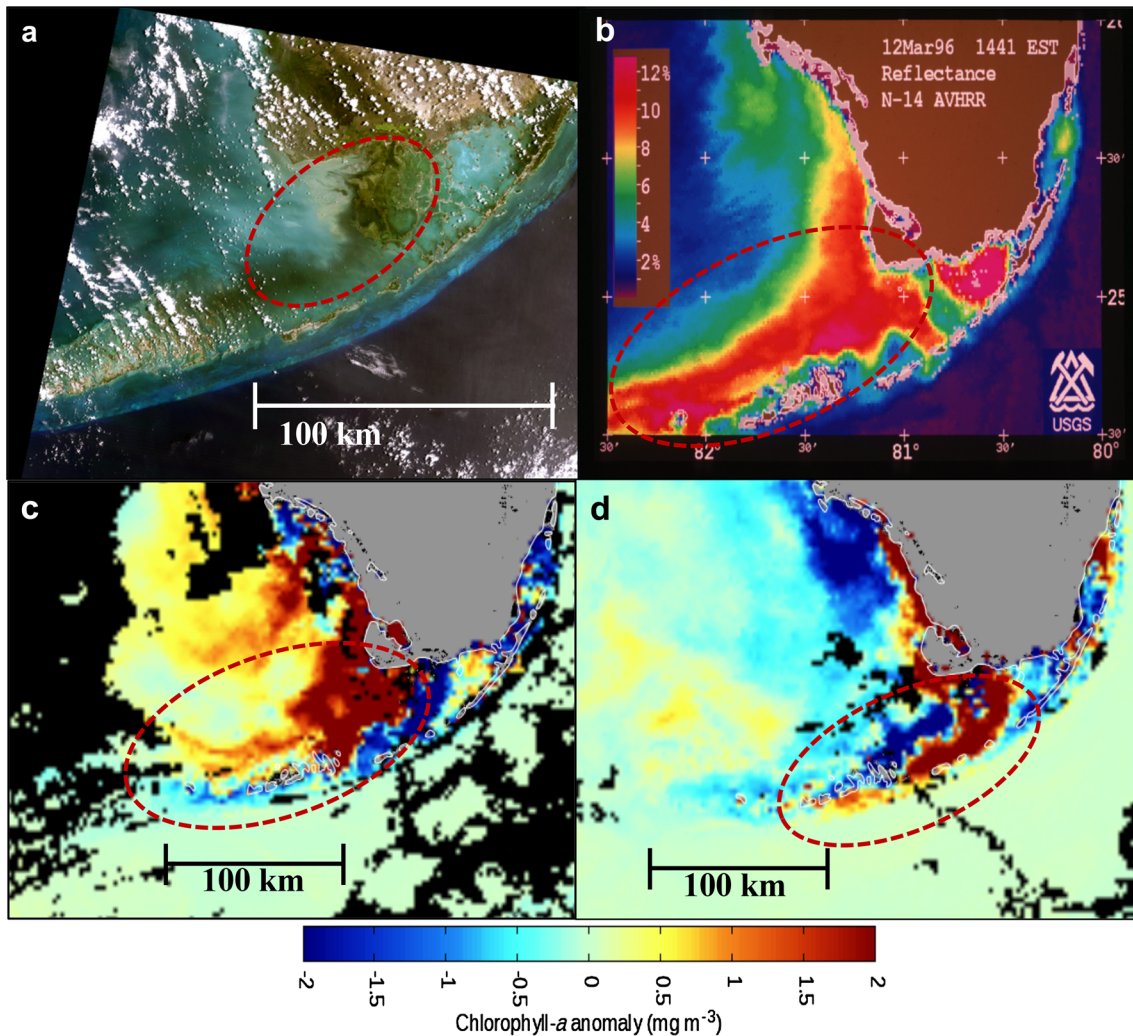 a
100 km
b
12Mar96 1441 EST
Reflectance
N-14 AVHRR
12%
10
8
6
4
2%
30'
25
USGS
30'
30'
82
30'
81
30'
80°
c
100 km
d
100 km
-2
-1.5
-1
-0.5
0
0.5
1
1.5
2
Chlorophyll-a anomaly (mg m⁻³)